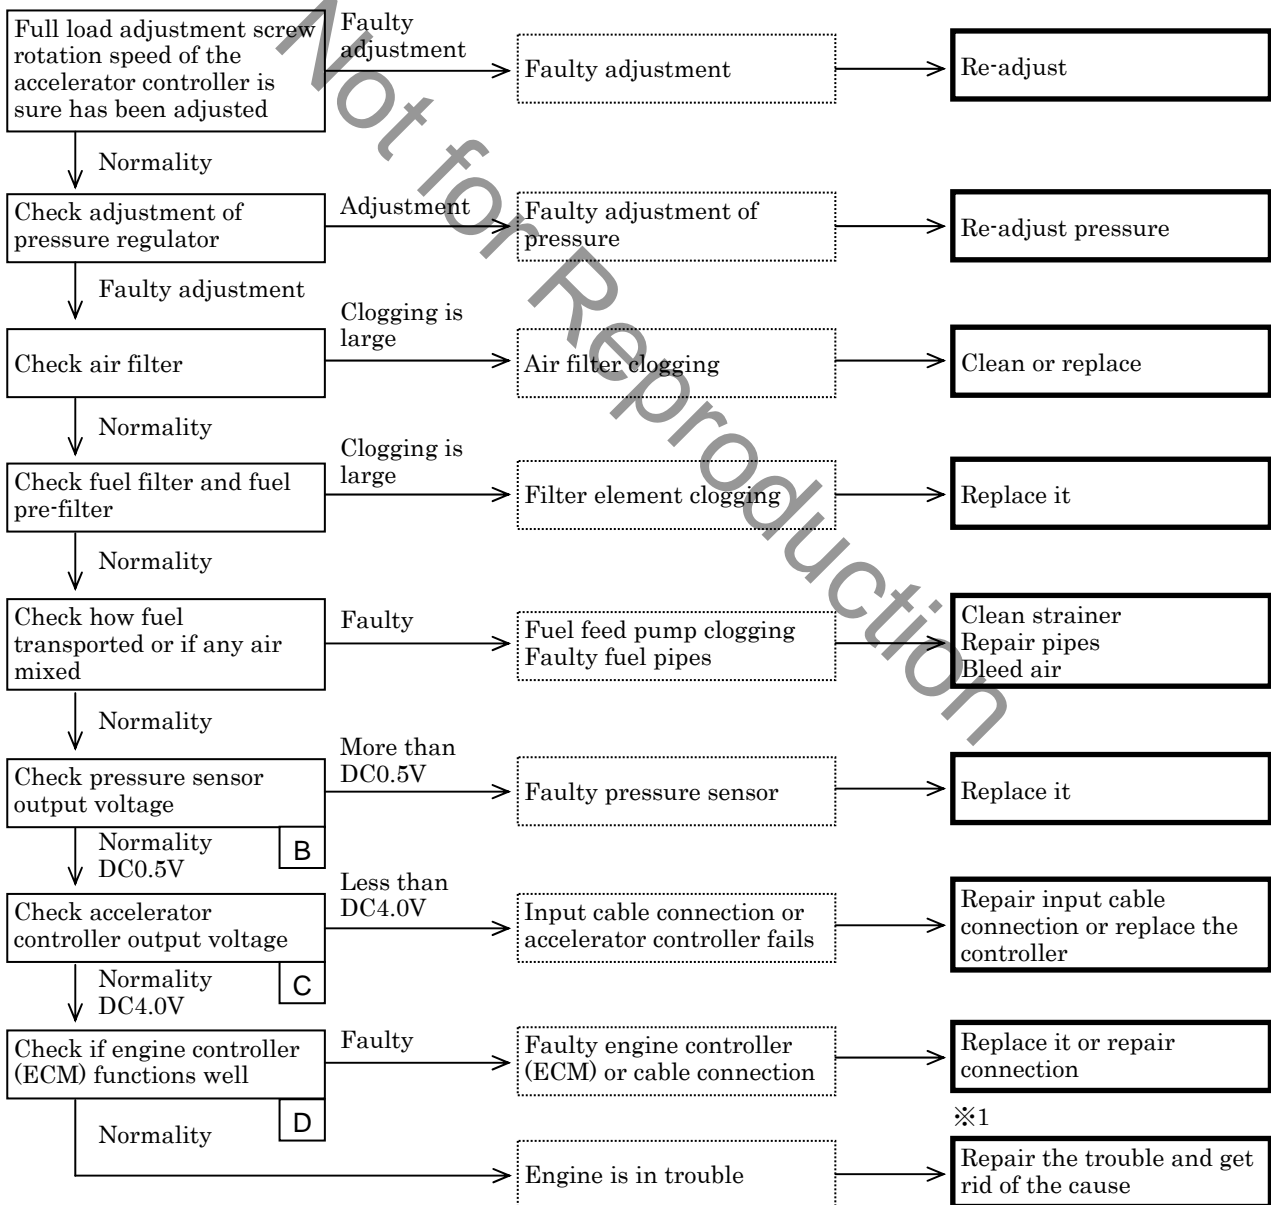 Full load adjustment screw
rotation speed of the
accelerator controller is
sure has been adjusted
Faulty
adjustment
Faulty adjustment
Re-adjust
Normality
Check adjustment of
pressure regulator
Adjustment
Faulty adjustment of
pressure
Re-adjust pressure
Faulty adjustment
Check air filter
Clogging is
large
Air filter clogging
Clean or replace
Normality
Check fuel filter and fuel
pre-filter
Clogging is
large
Filter element clogging
Replace it
Normality
Check how fuel
transported or if any air
mixed
Faulty
Fuel feed pump clogging
Faulty fuel pipes
Clean strainer
Repair pipes
Bleed air
Normality
Check pressure sensor
output voltage
B
More than
DC0.5V
Faulty pressure sensor
Replace it
Normality
DC0.5V
Check accelerator
controller output voltage
C
Less than
DC4.0V
Input cable connection or
accelerator controller fails
Repair input cable
connection or replace the
controller
Normality
DC4.0V
Check if engine controller
(ECM) functions well
D
Faulty
Faulty engine controller
(ECM) or cable connection
Replace it or repair
connection
Normality
Engine is in trouble
※1
Repair the trouble and get
rid of the cause
Not for Reproduction